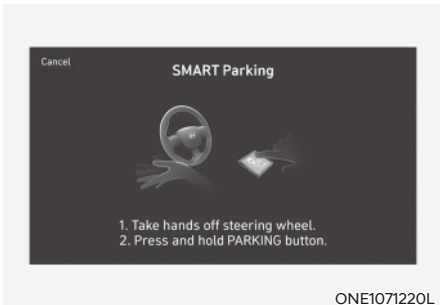 Cancel
SMART Parking
1. Take hands off steering wheel.
2. Press and hold PARKING button.
ONE1071220L